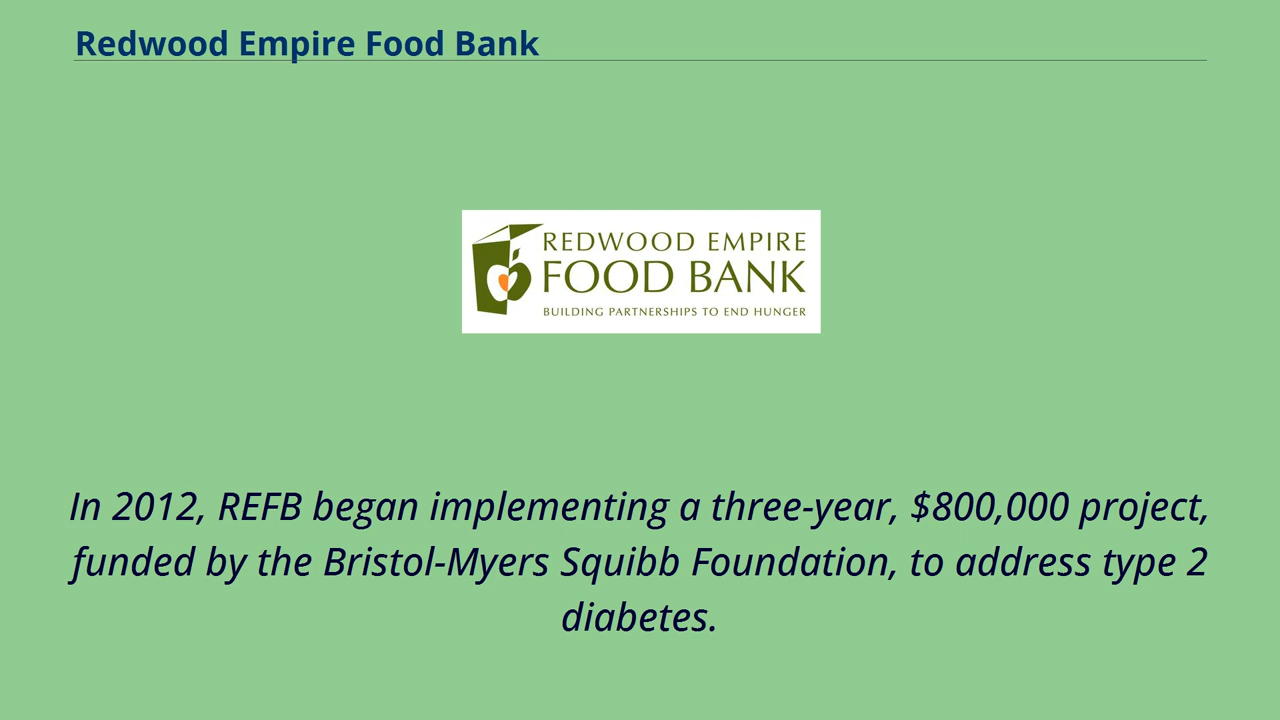 Redwood Empire Food Bank
REDWOOD EMPIRE
FOOD BANK
BUILDING PARTNERSHIPS TO END HUNGER
In 2012, REFB began implementing a three-year, $800,000 project,
funded by the Bristol-Myers Squibb Foundation, to address type 2
diabetes.